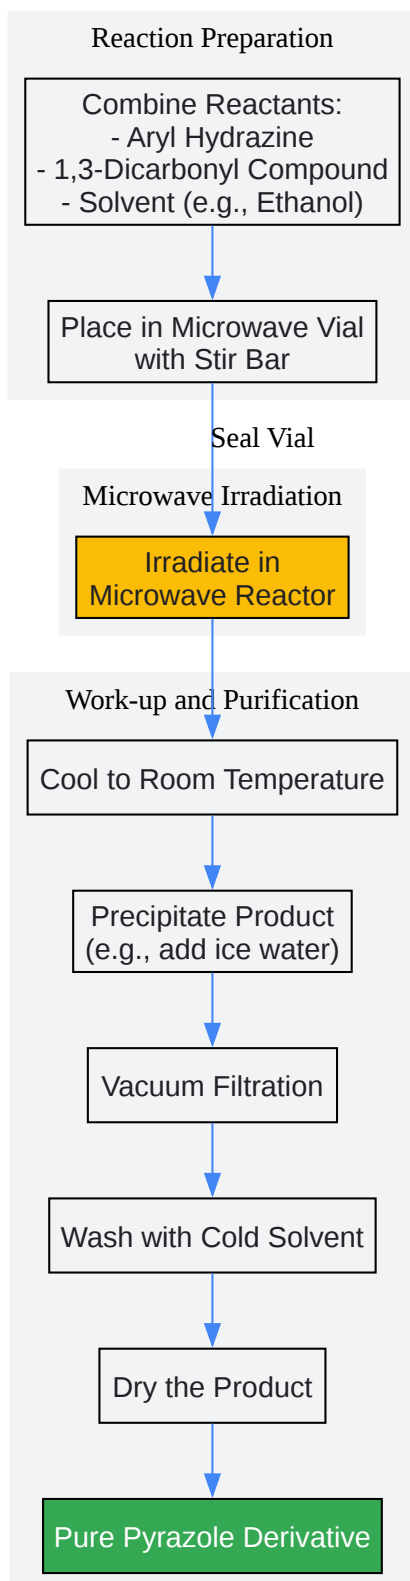 Reaction Preparation
Combine Reactants:
- Aryl Hydrazine
- 1,3-Dicarbonyl Compound
- Solvent (e.g., Ethanol)
Place in Microwave Vial
with Stir Bar
Seal Vial
Microwave Irradiation
Irradiate in
Microwave Reactor
Work-up and Purification
Cool to Room Temperature
Precipitate Product
(e.g., add ice water)
Vacuum Filtration
Wash with Cold Solvent
Dry the Product
Pure Pyrazole Derivative